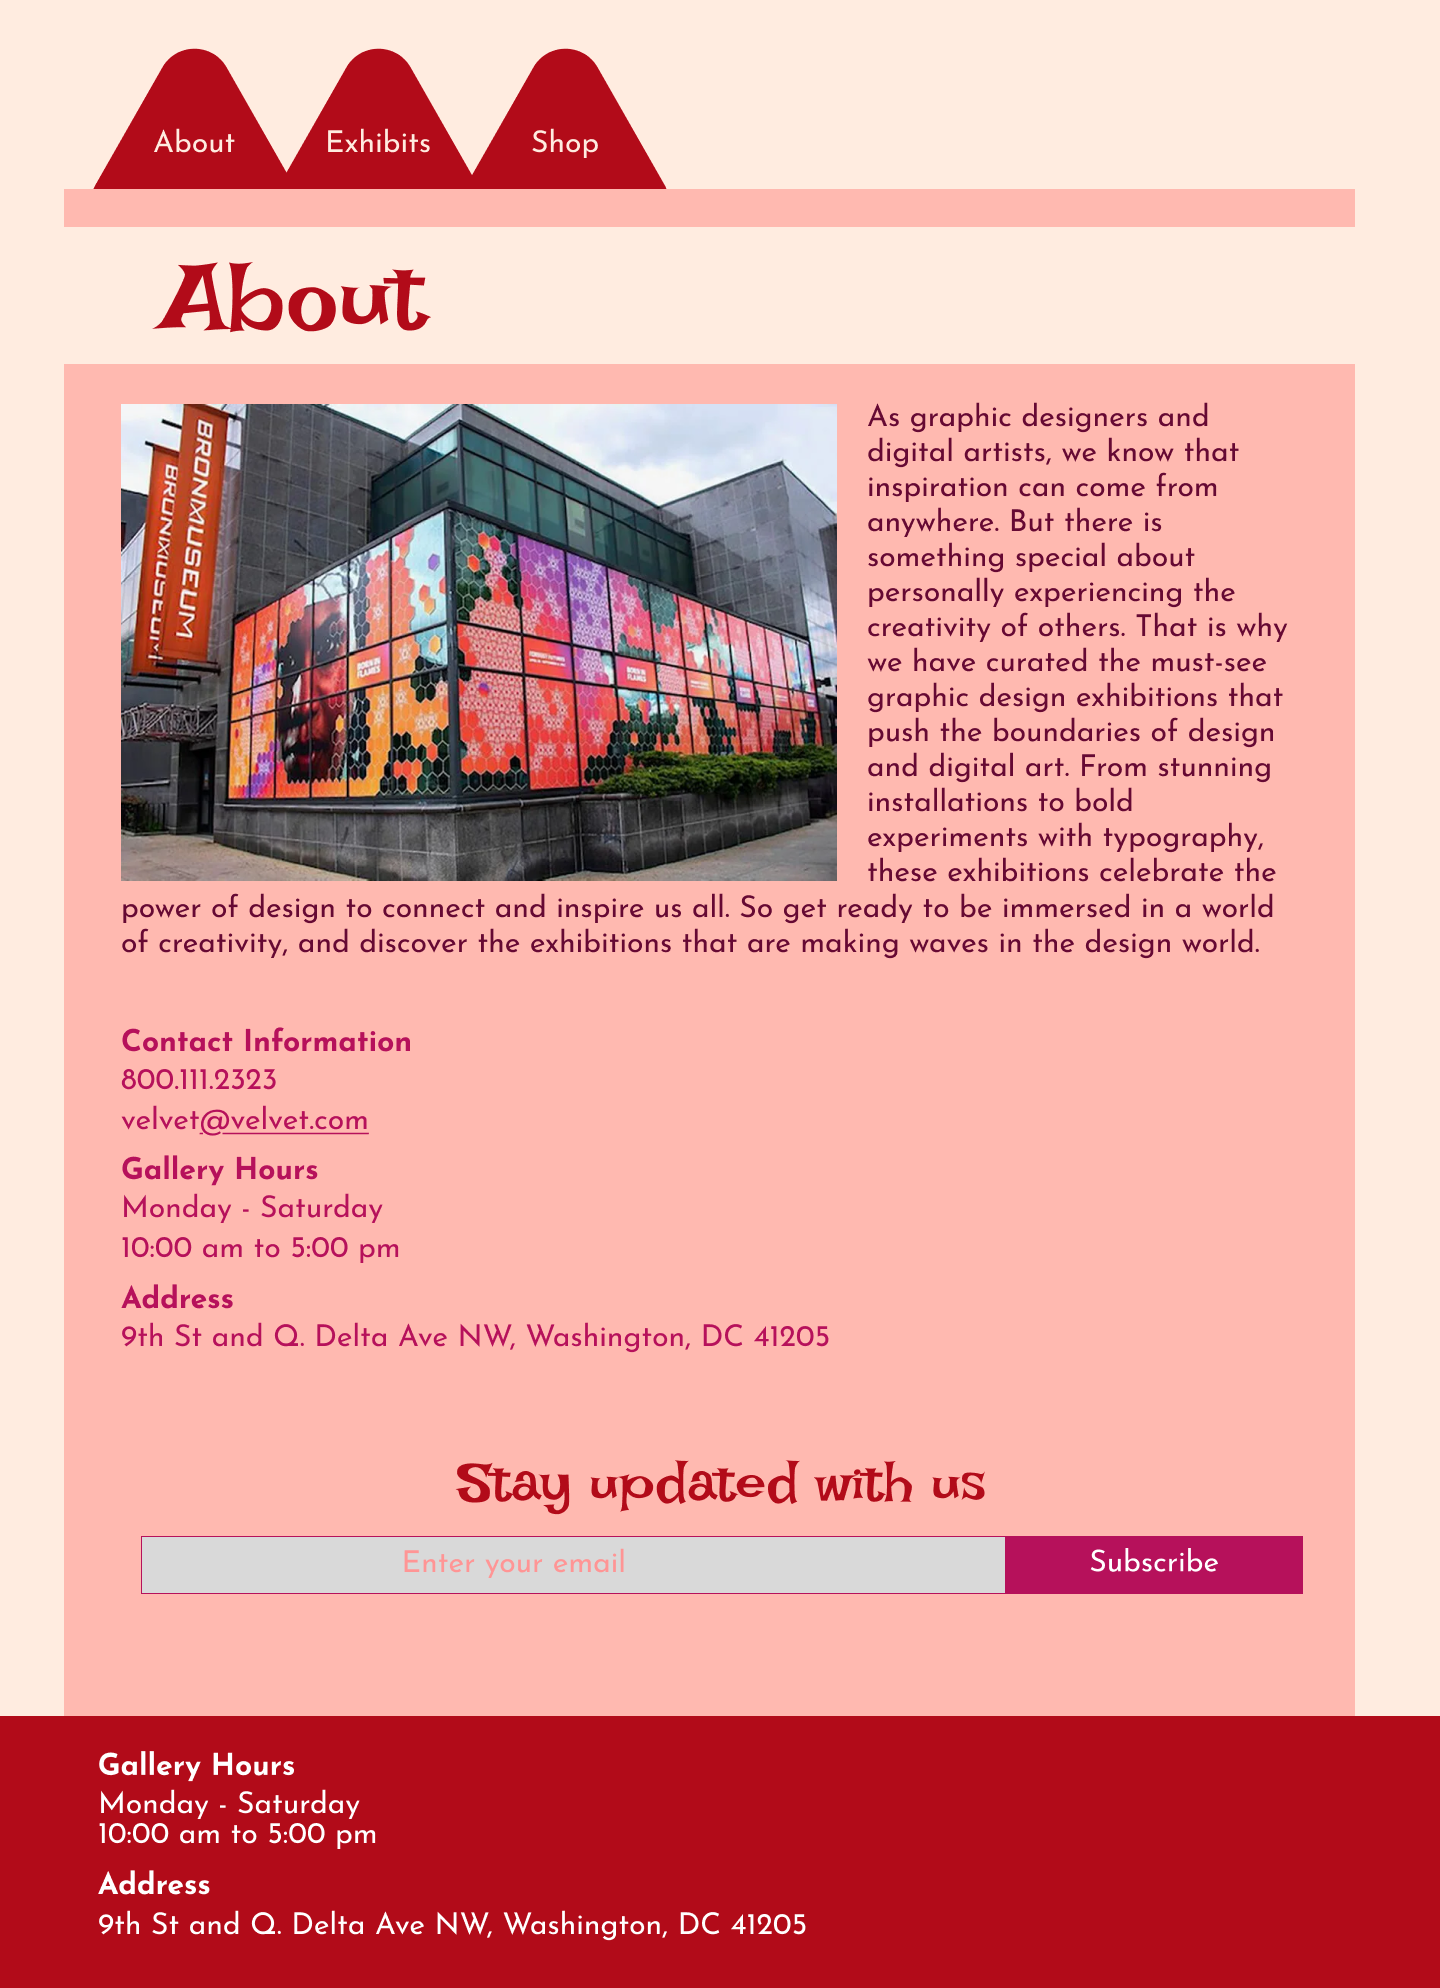 About
Exhibits
Shop
About
BRONXMUSEUM
BRONXMUSEUM
BORN IN
FLAMES
FEMINIST FUTURES
BORN IN
FLAMES
As graphic designers and
digital artists, we know that
inspiration can come from
anywhere. But there is
something special about
personally experiencing the
creativity of others. That is why
we have curated the must-see
graphic design exhibitions that
push the boundaries of design
and digital art. From stunning
installations to bold
experiments with typography,
these exhibitions celebrate the
power of design to connect and inspire us all. So get ready to be immersed in a world
of creativity, and discover the exhibitions that are making waves in the design world.
Contact Information
800.111.2323
velvet@velvet.com
Gallery Hours
Monday - Saturday
10:00 am to 5:00 pm
Address
9th St and Q. Delta Ave NW, Washington, DC 41205
Stay updated with us
Enter your email
Subscribe
Gallery Hours
Monday - Saturday
10:00 am to 5:00 pm
Address
9th St and Q. Delta Ave NW, Washington, DC 41205